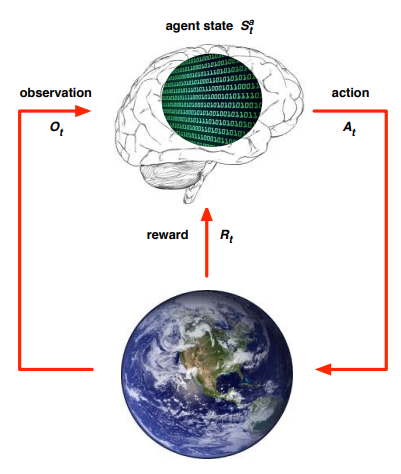 agent state S_t^a
observation
action
O_t
A_t
reward R_t